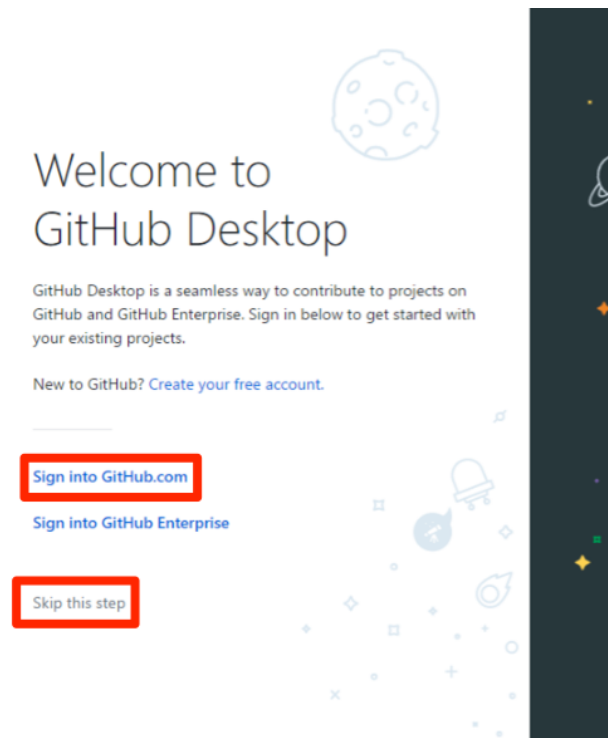 Welcome to
GitHub Desktop
GitHub Desktop is a seamless way to contribute to projects on
GitHub and GitHub Enterprise. Sign in below to get started with
your existing projects.
New to GitHub? Create your free account.
Sign into GitHub.com
Sign into GitHub Enterprise
Skip this step